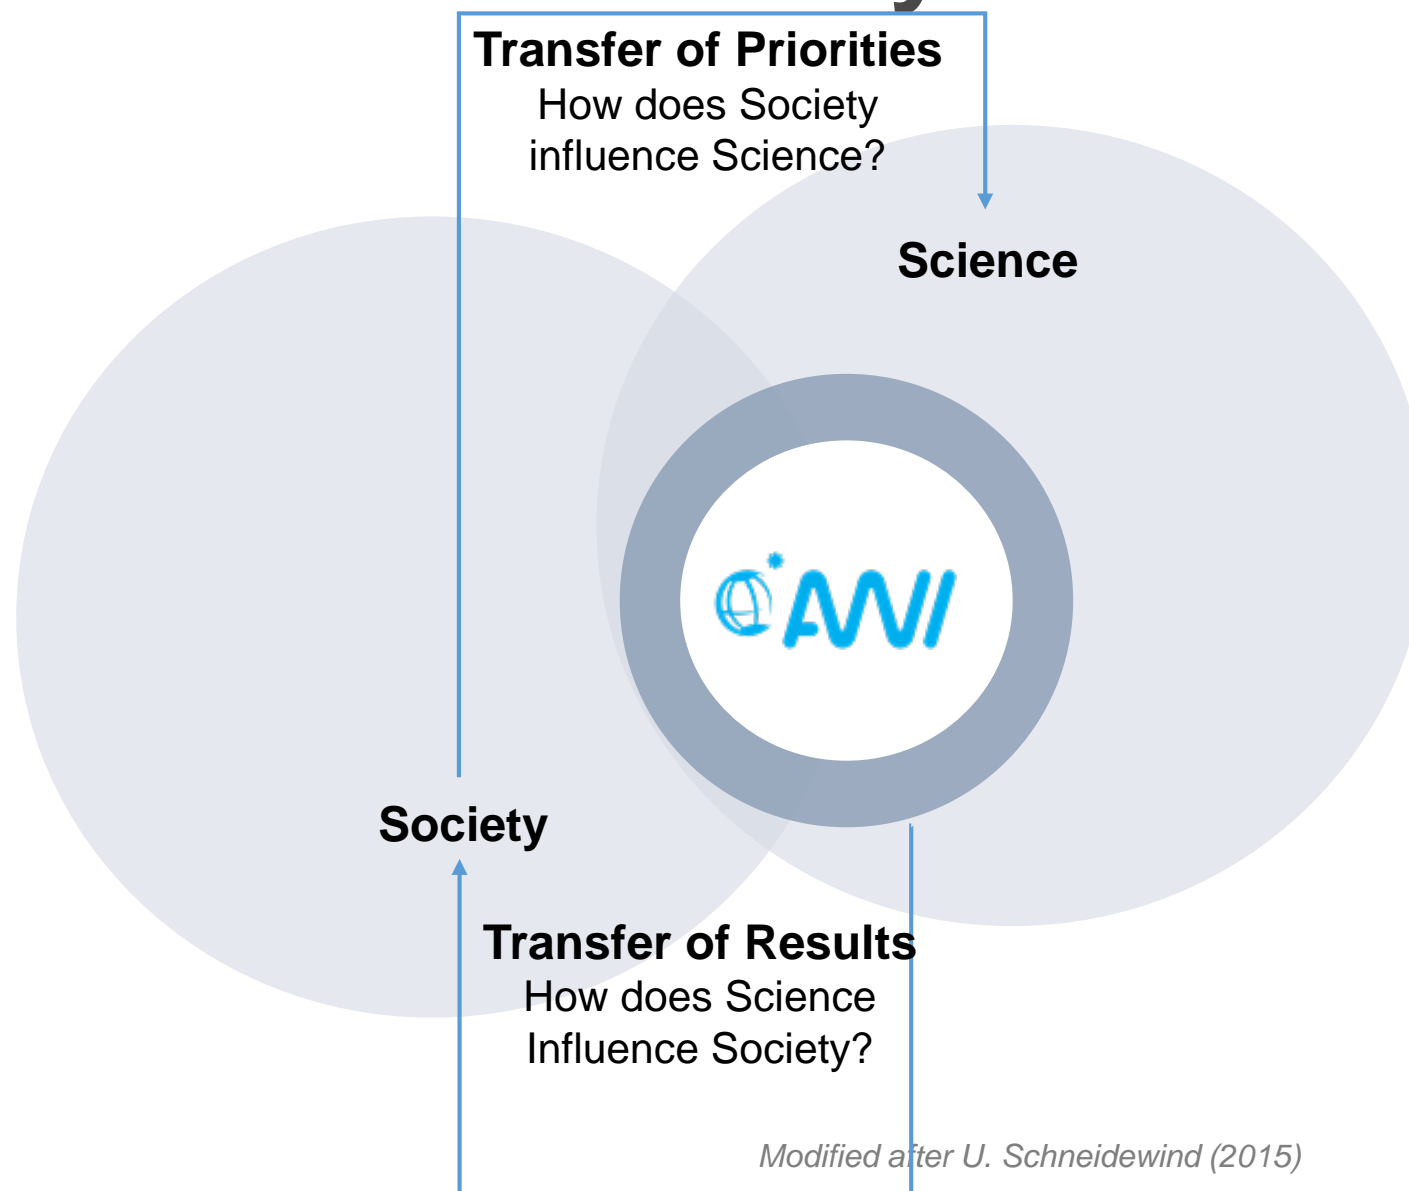 Transfer of Priorities
How does Society
influence Science?
Science
AWI
Society
Transfer of Results
How does Science
Influence Society?
Modified after U. Schneidewind (2015)